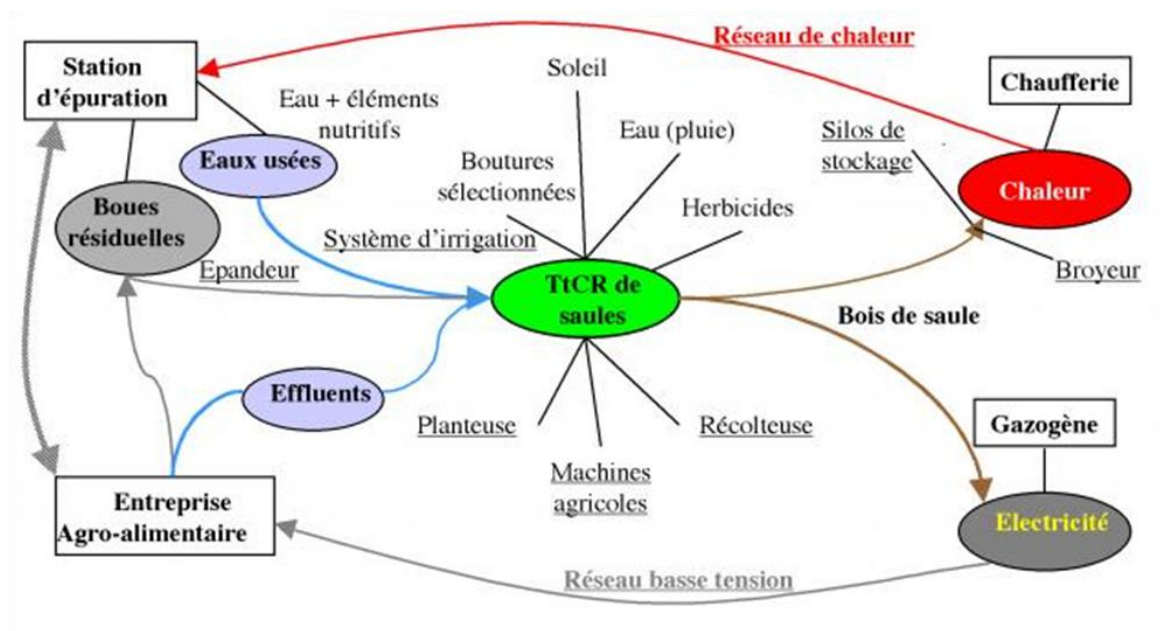 Réseau de chaleur
Station
d'épuration
Soleil
Chaufferie
Eau + éléments
nutritifs
Eau (pluie)
Silos de
stockage
Eaux usées
Boutures
sélectionnées
Chaleur
Boues
résiduelles
Herbicides
Système d'irrigation
Epandeur
Broyeur
TtCR de
saules
Bois de saule
Effluents
Planteuse
Récolteuse
Gazogène
Machines
agricoles
Entreprise
Agro-alimentaire
Electricité
Réseau basse tension